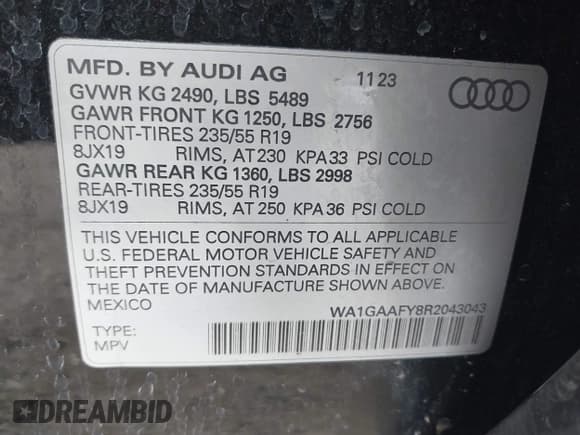 MFD. BY AUDI AG 11 23
GVWR KG 2490, LBS 5489
GAWR FRONT KG 1250, LBS 2756
FRONT-TIRES 235/55 R19
8JX19 RIMS, AT 230 KPA 33 PSI COLD
GAWR REAR KG 1360, LBS 2998
REAR-TIRES 235/55 R19
8JX19 RIMS, AT 250 KPA 36 PSI COLD
THIS VEHICLE CONFORMS TO ALL APPLICABLE
U.S. FEDERAL MOTOR VEHICLE SAFETY AND
THEFT PREVENTION STANDARDS IN EFFECT ON
THE DATE OF MANUFACTURE SHOWN ABOVE.
MEXICO WA1GAAFY8R2043043
TYPE:
MPV
DREAMBID